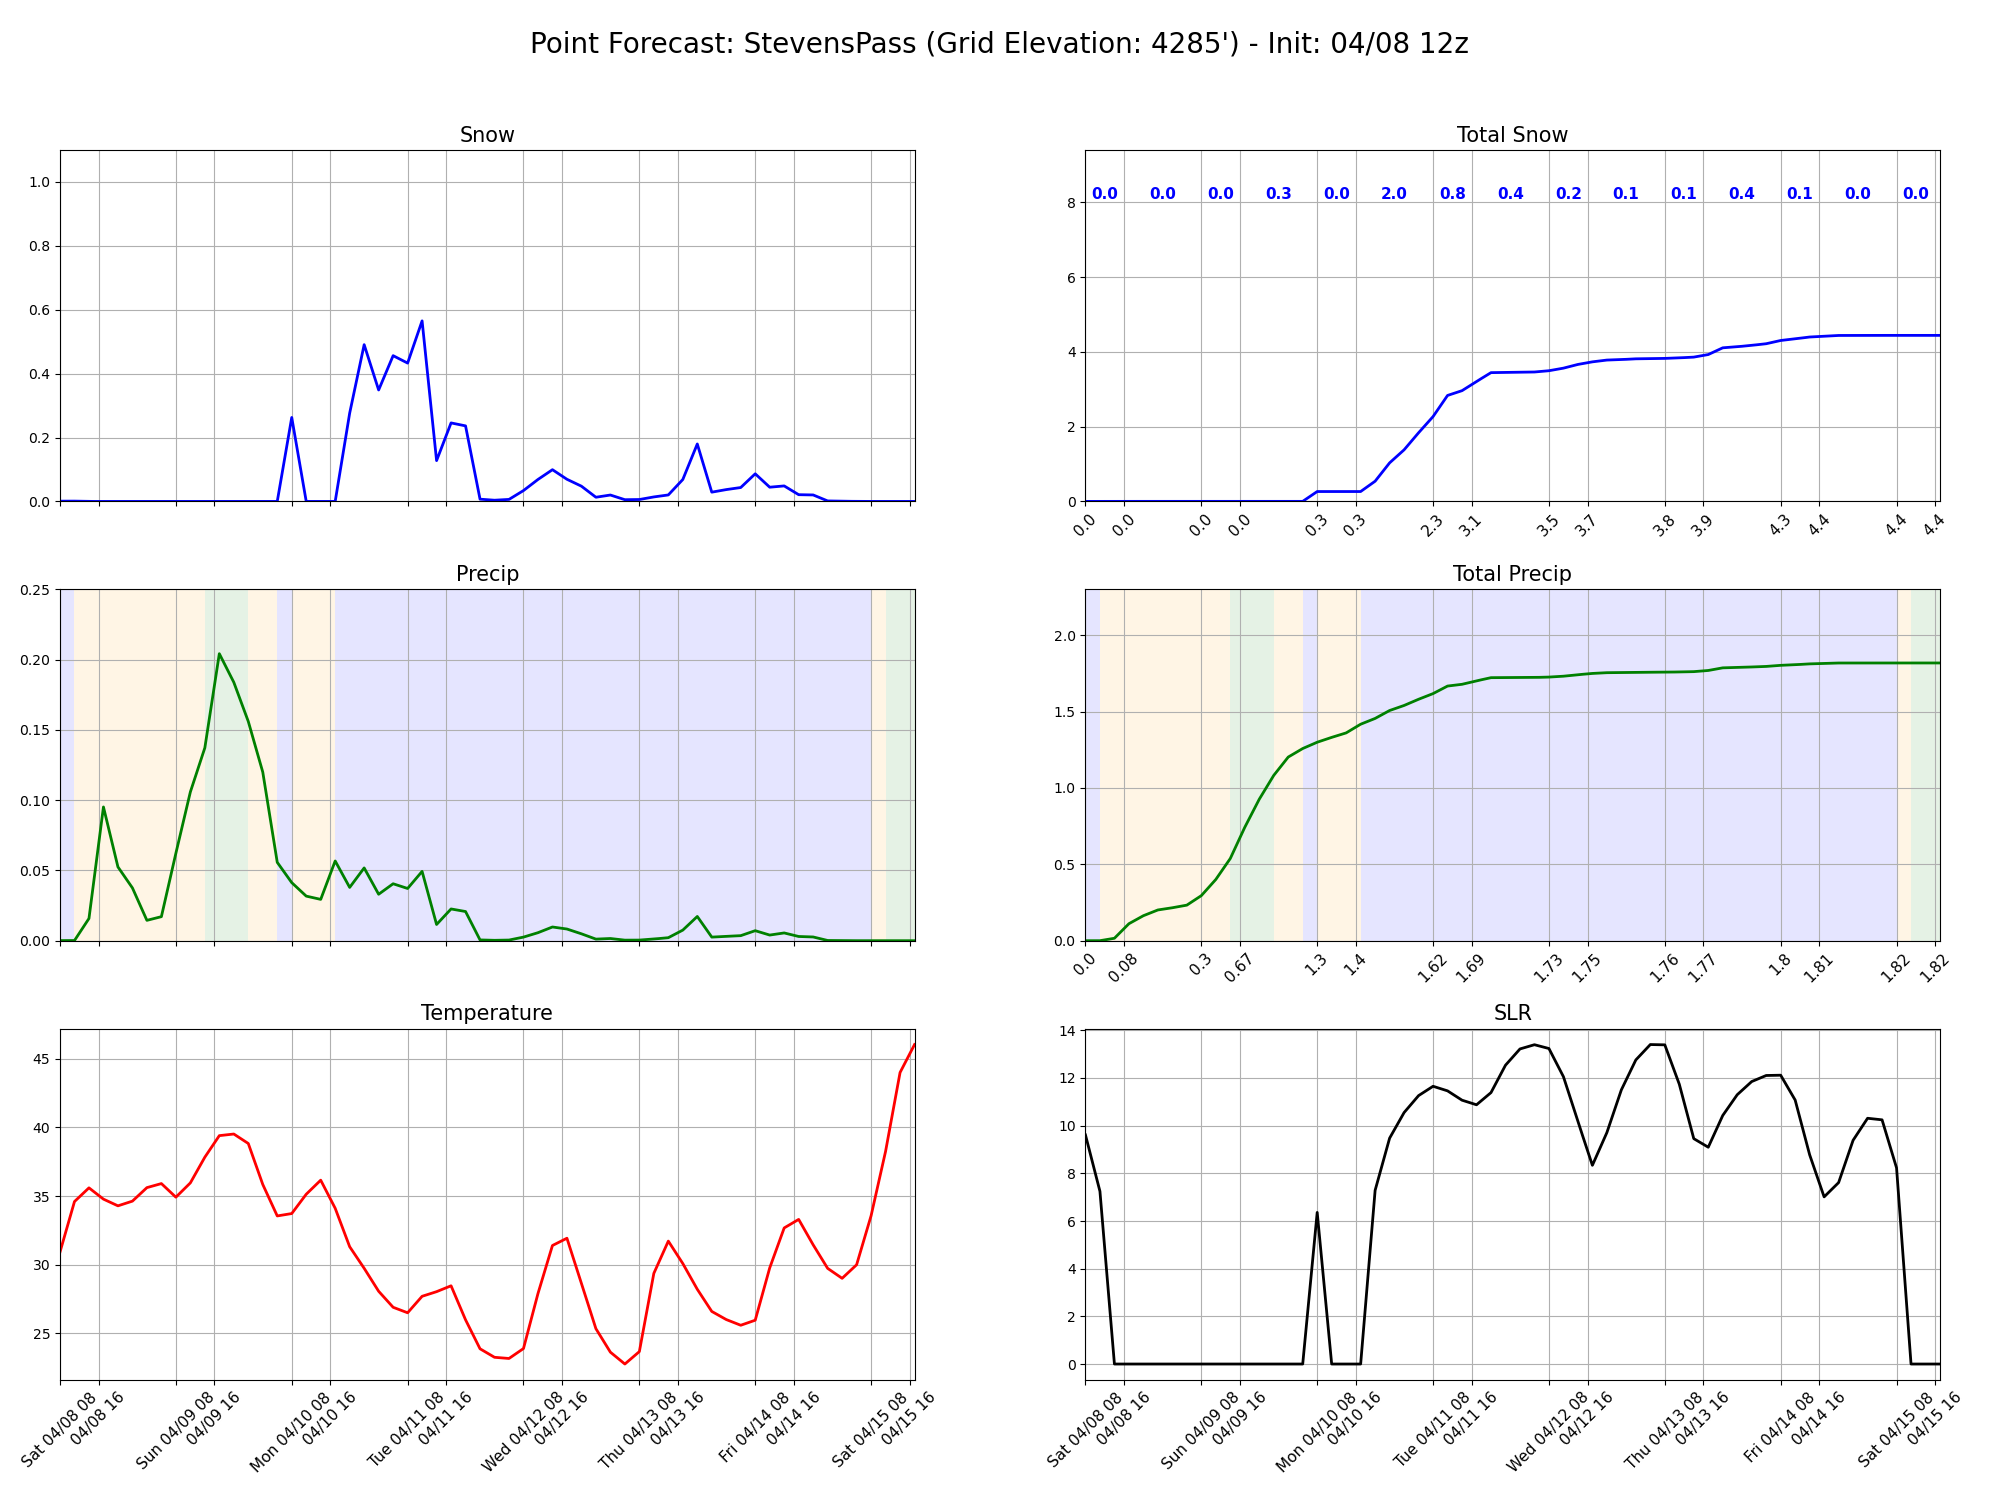 Point Forecast: StevensPass (Grid Elevation: 4285') - Init: 04/08 12z
Snow
1.0
0.8
0.6
0.4
0.2
0.0
Total Snow
0.0 0.0 0.0 0.3 0.0 2.0 0.8 0.4 0.2 0.1 0.1 0.4 0.1 0.0 0.0
8
6
4
2
0
0.0 0.0 0.0 0.0 0.3 0.3 2.3 3.1 3.5 3.7 3.8 3.9 4.3 4.4 4.4 4.4
Precip
0.25
0.20
0.15
0.10
0.05
0.00
Total Precip
2.0
1.5
1.0
0.5
0.0
0.0 0.08 0.3 0.67 1.3 1.4 1.62 1.69 1.73 1.75 1.76 1.77 1.8 1.81 1.82 1.82
Temperature
45
40
35
30
25
Sat 04/08 08
04/08 16
Sun 04/09 08
04/09 16
Mon 04/10 08
04/10 16
Tue 04/11 08
04/11 16
Wed 04/12 08
04/12 16
Thu 04/13 08
04/13 16
Fri 04/14 08
04/14 16
Sat 04/15 08
04/15 16
SLR
14
12
10
8
6
4
2
0
Sat 04/08 08
04/08 16
Sun 04/09 08
04/09 16
Mon 04/10 08
04/10 16
Tue 04/11 08
04/11 16
Wed 04/12 08
04/12 16
Thu 04/13 08
04/13 16
Fri 04/14 08
04/14 16
Sat 04/15 08
04/15 16